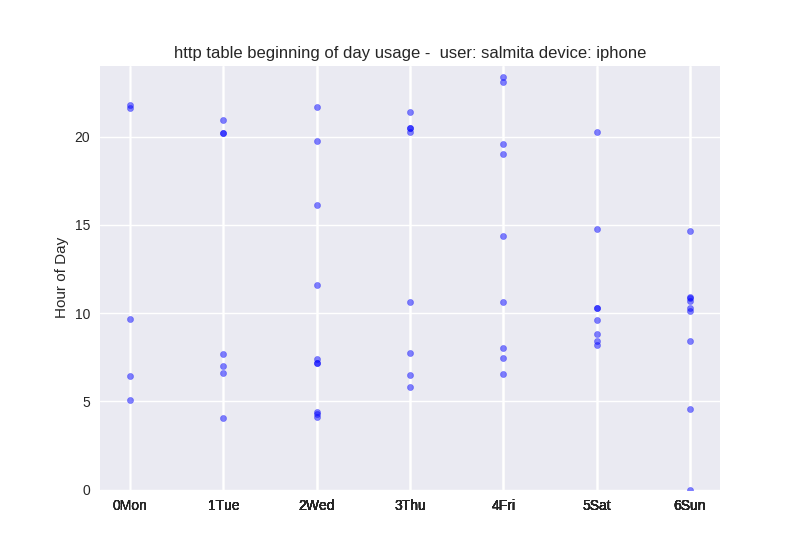 http table beginning of day usage -  user: salmita device: iphone
Hour of Day
20
15
10
5
0
0Mon 1Tue 2Wed 3Thu 4Fri 5Sat 6Sun